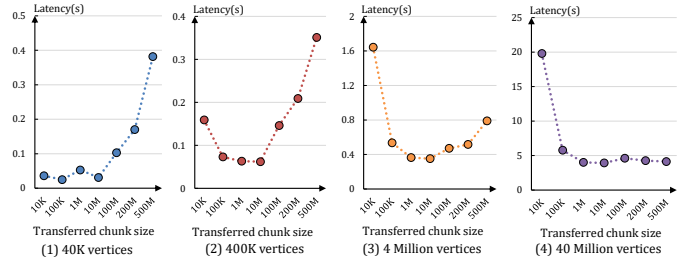 Latency(s)
0.5
0.4
0.3
0.2
0.1
0
10K
100K
1M
10M
100M
200M
500M
Transferred chunk size
(1) 40K vertices
Latency(s)
0.4
0.3
0.2
0.1
0
10K
100K
1M
10M
100M
200M
500M
Transferred chunk size
(2) 400K vertices
Latency(s)
2
1.6
1.2
0.8
0.4
0
10K
100K
1M
10M
100M
200M
500M
Transferred chunk size
(3) 4 Million vertices
Latency(s)
25
20
15
10
5
0
10K
100K
1M
10M
100M
200M
500M
Transferred chunk size
(4) 40 Million vertices